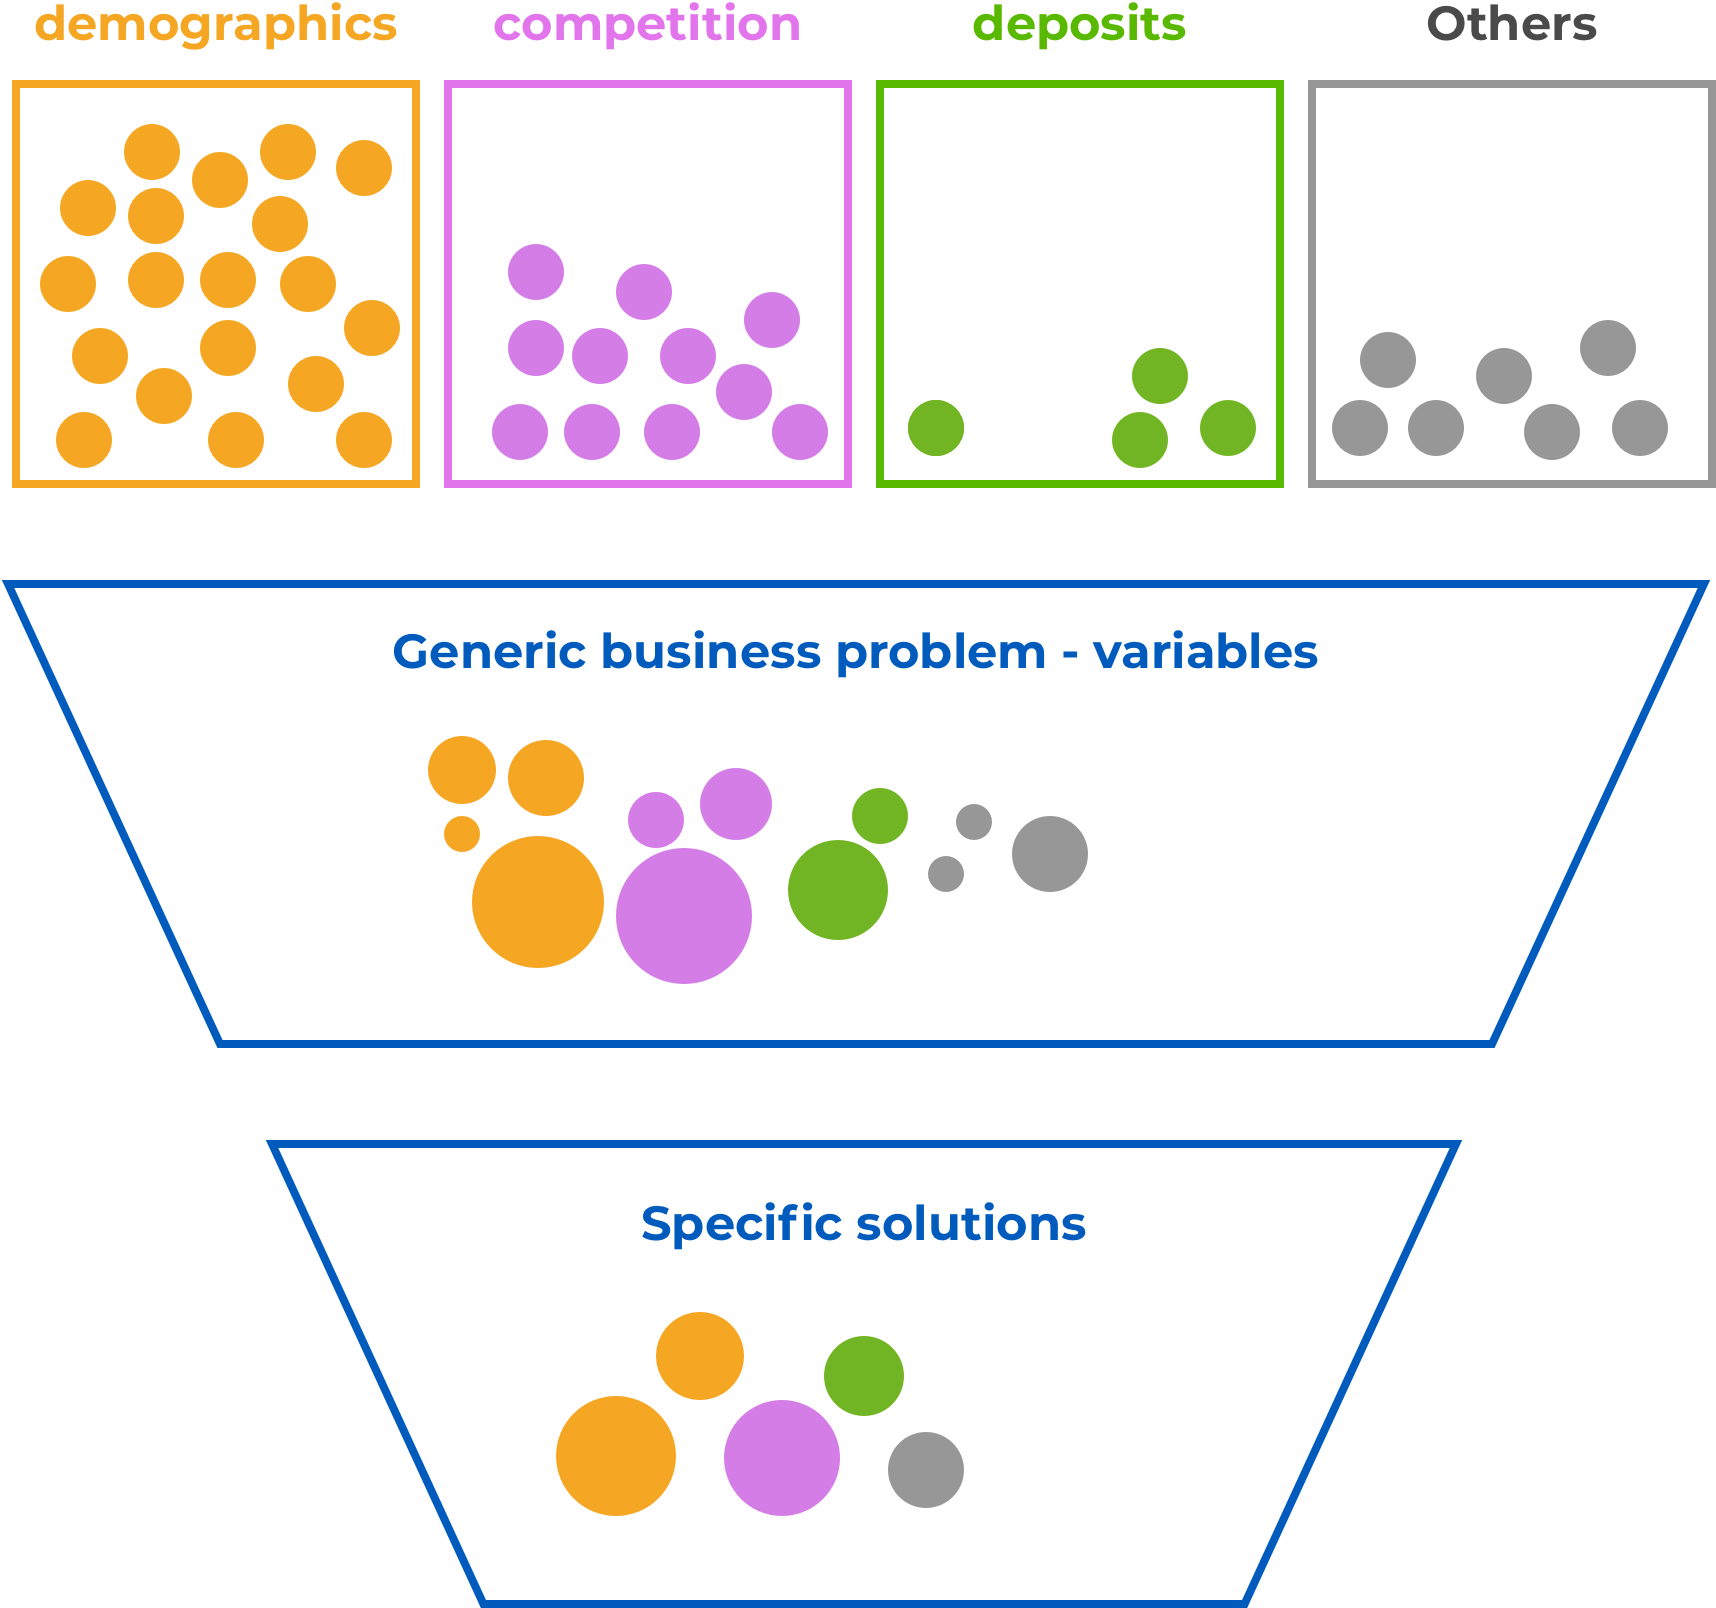 demographics
competition
deposits
Others
Generic business problem - variables
Specific solutions